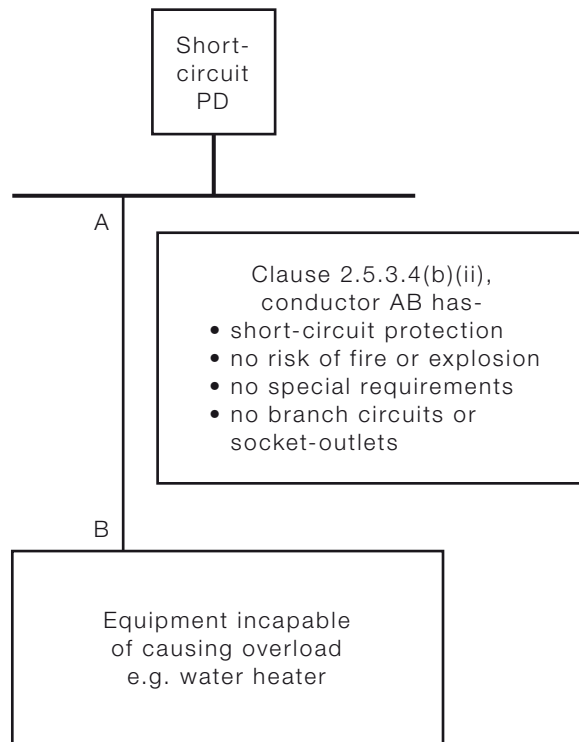 Short-
circuit
PD
A
Clause 2.5.3.4(b)(ii),
conductor AB has-
• short-circuit protection
• no risk of fire or explosion
• no special requirements
• no branch circuits or
socket-outlets
B
Equipment incapable
of causing overload
e.g. water heater